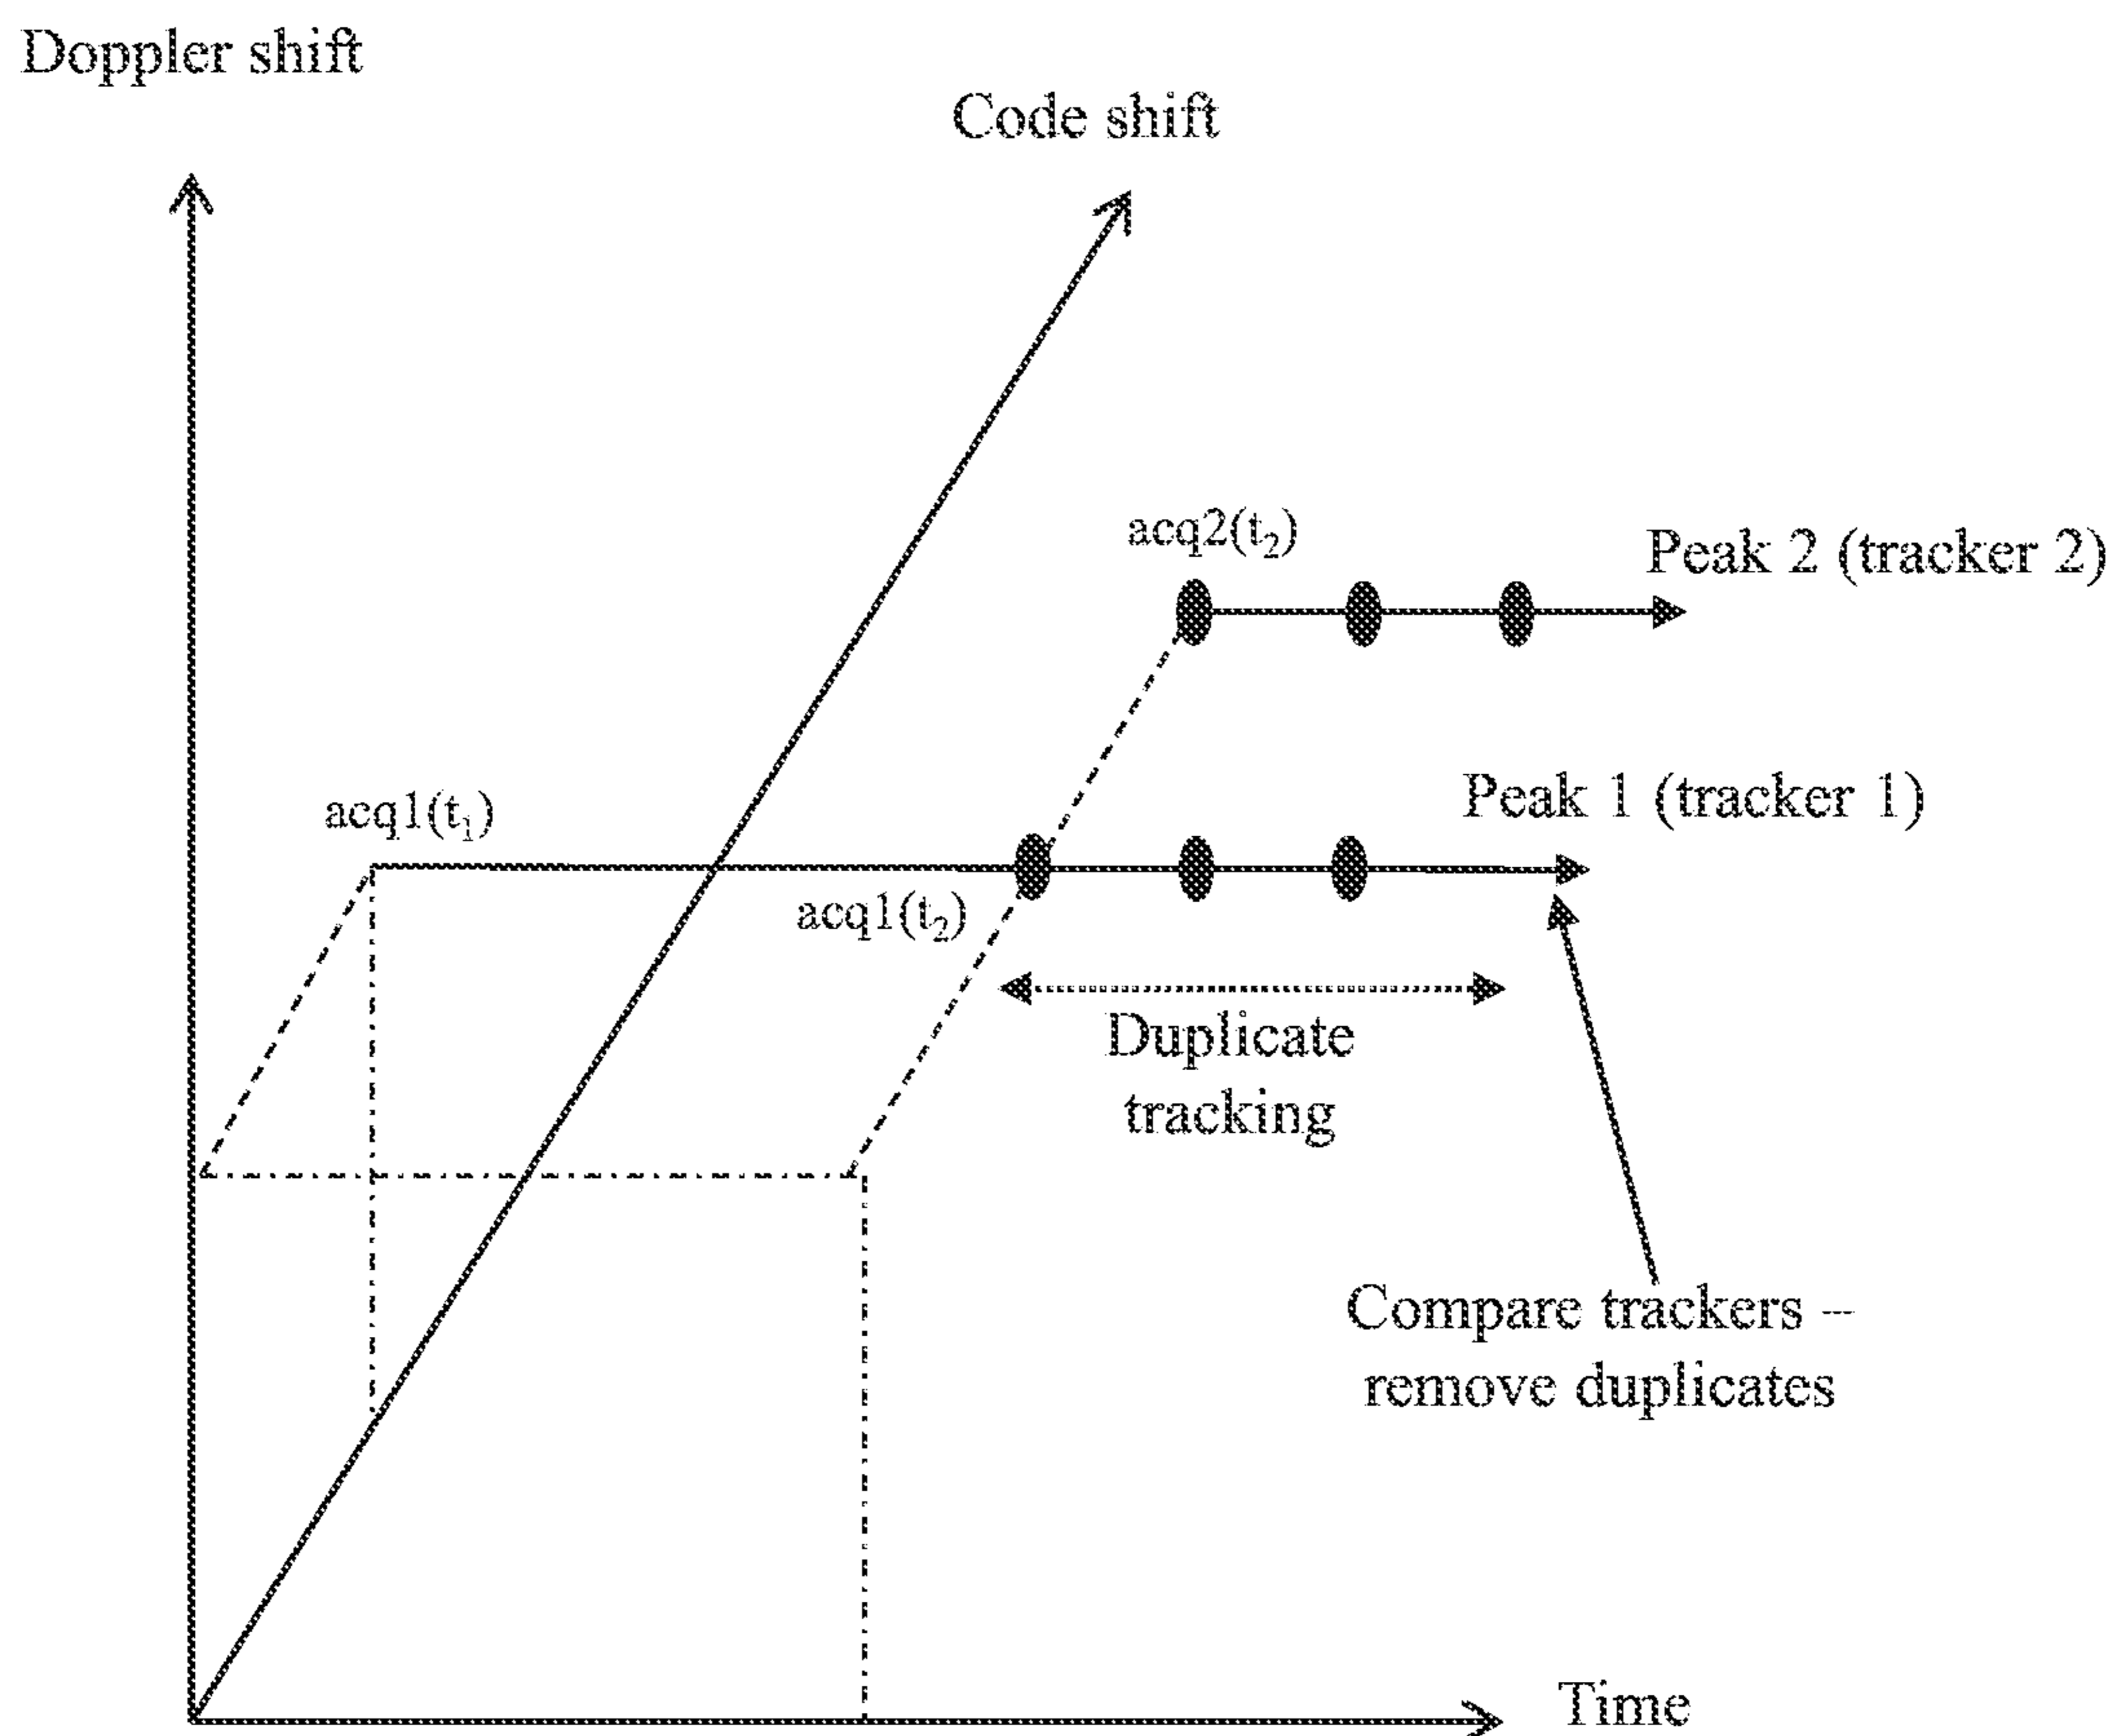 Doppler shift
Code shift
acq2(t₂)
Peak 2 (tracker 2)
acq1(t₁)
Peak 1 (tracker 1)
acq1(t₂)
Duplicate
tracking
Compare trackers –
remove duplicates
Time